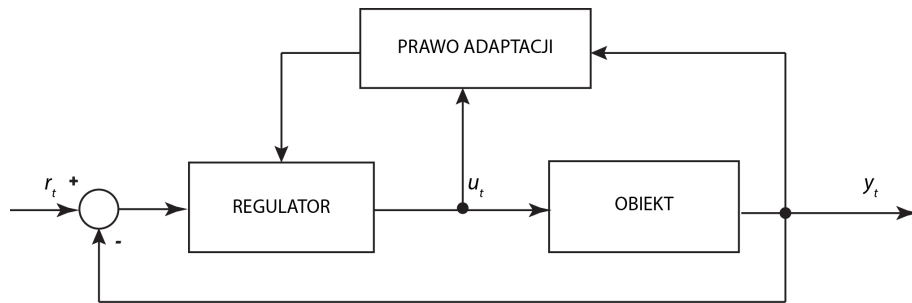 PRAWO ADAPTACJI
r_t +
REGULATOR
u_t
OBIEKT
y_t
-